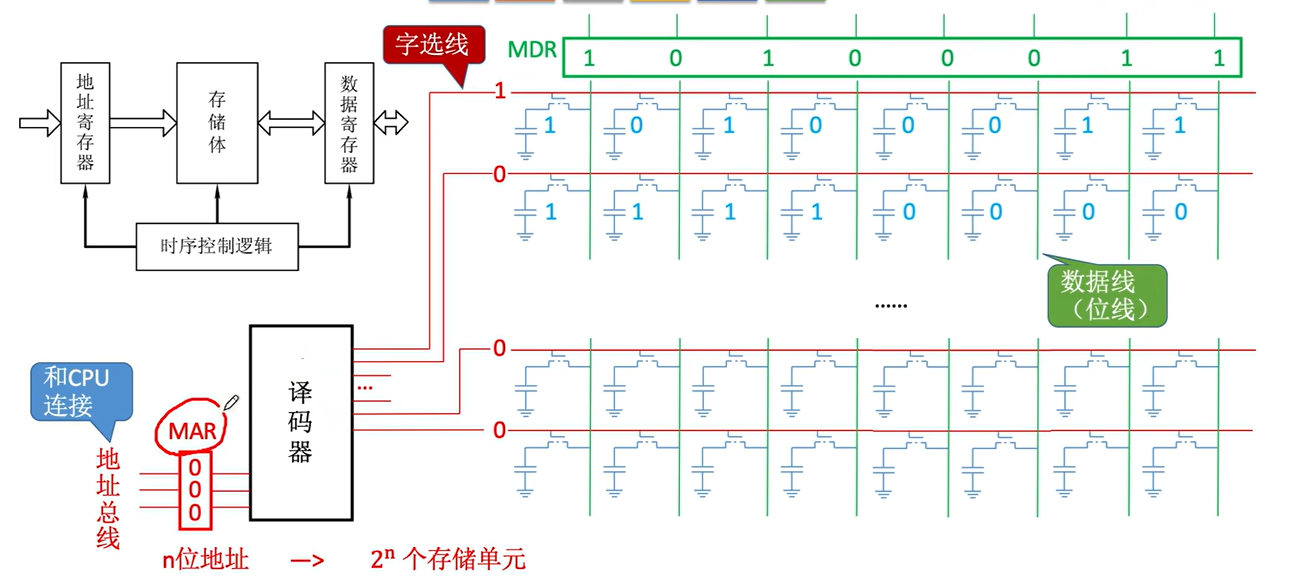 字选线
MDR
1 0 1 0 0 0 1 1
地址寄存器
存储体
数据寄存器
时序控制逻辑
1
1 0 1 0 0 0 1 1
0
1 1 1 1 0 0 0 0
数据线
（位线）
......
0
0
和CPU
连接
MAR
译码器
...
地址总线
0
0
0
n位地址 —> 2ⁿ 个存储单元